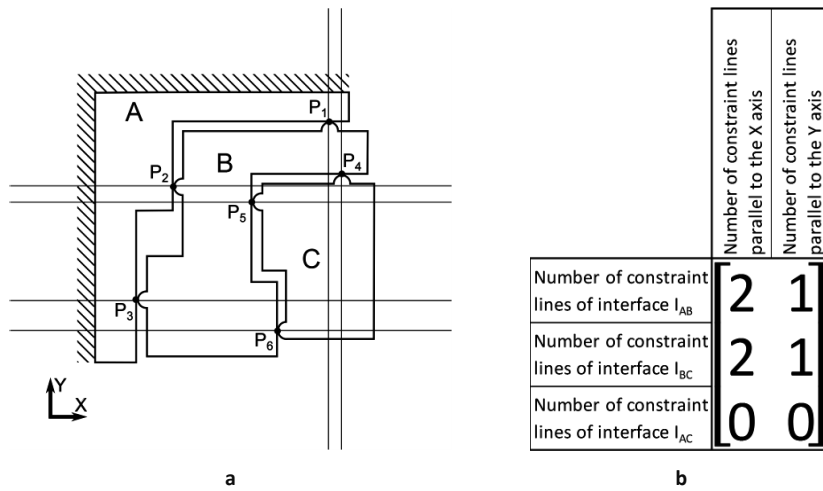 A
P1
B
P4
P2
P5
C
P3
P6
Y
X
a
Number of constraint lines
parallel to the X axis
Number of constraint lines
parallel to the Y axis
Number of constraint
lines of interface IAB
2 1
Number of constraint
lines of interface IBC
2 1
Number of constraint
lines of interface IAC
0 0
b